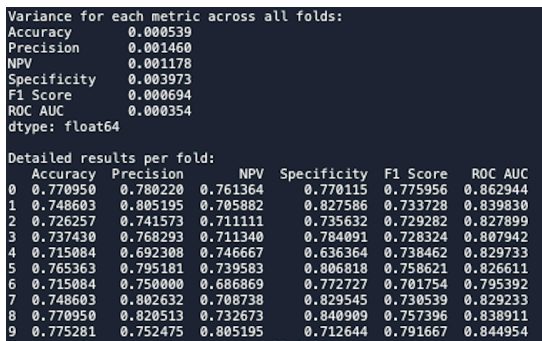 Variance for each metric across all folds:
Accuracy       0.000539
Precision      0.001460
NPV            0.001178
Specificity    0.003973
F1 Score       0.000694
ROC AUC        0.000354
dtype: float64

Detailed results per fold:
   Accuracy  Precision       NPV  Specificity  F1 Score   ROC AUC
0  0.770950   0.780220  0.761364     0.770115  0.775956  0.862944
1  0.748603   0.805195  0.705882     0.827586  0.733728  0.839830
2  0.726257   0.741573  0.711111     0.735632  0.729282  0.827899
3  0.737430   0.768293  0.711340     0.784091  0.728324  0.807942
4  0.715084   0.692308  0.746667     0.636364  0.738462  0.829733
5  0.765363   0.795181  0.739583     0.806818  0.758621  0.826611
6  0.715084   0.750000  0.686869     0.772727  0.701754  0.795392
7  0.748603   0.802632  0.708738     0.829545  0.730539  0.829233
8  0.770950   0.820513  0.732673     0.840909  0.757396  0.838911
9  0.775281   0.752475  0.805195     0.712644  0.791667  0.844954